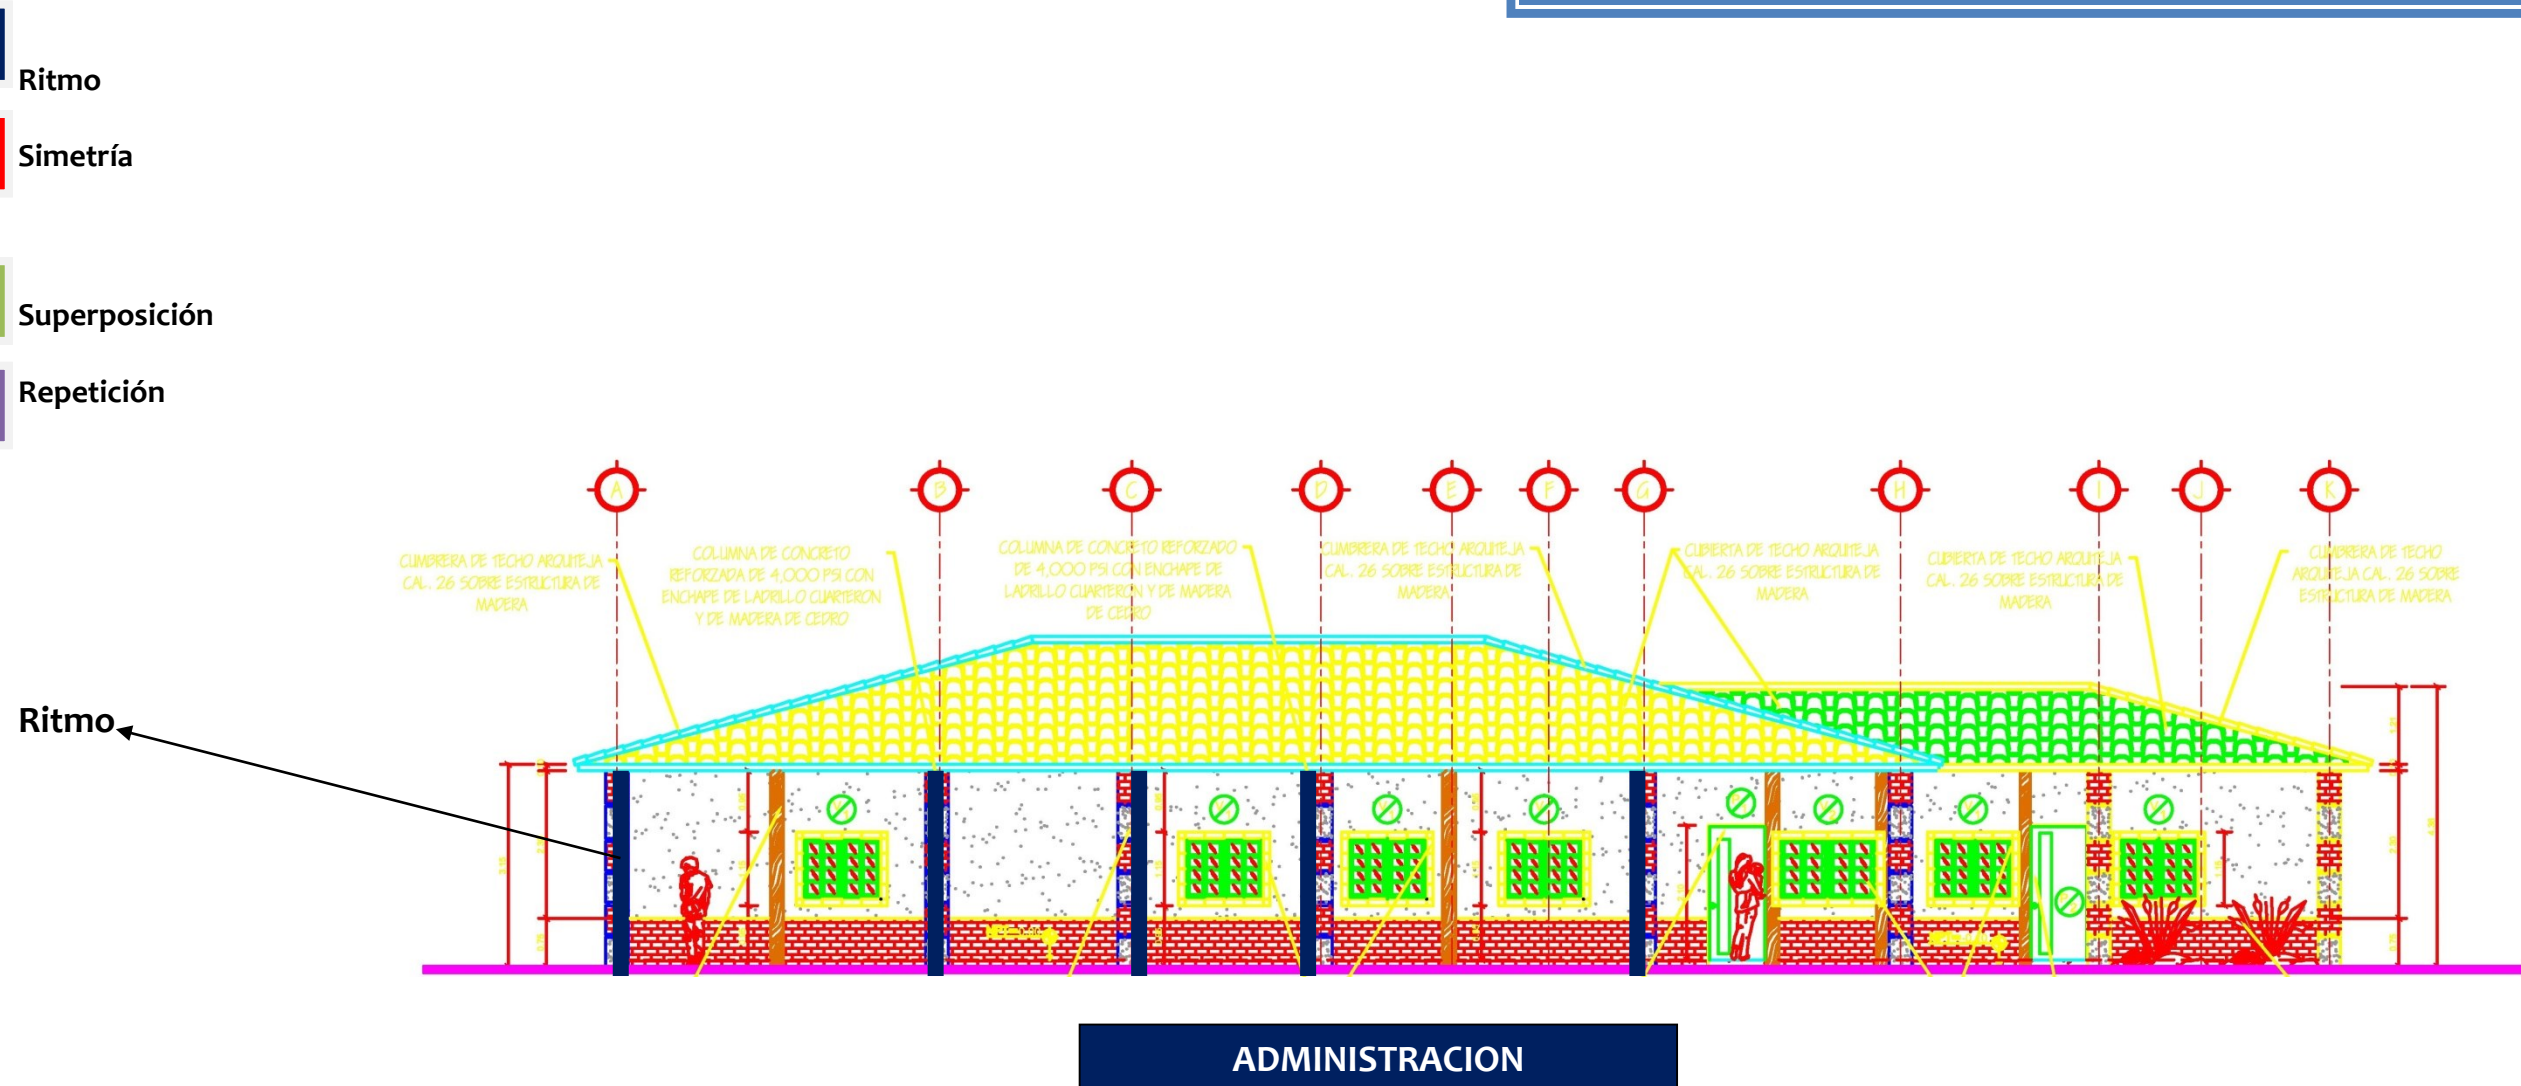 Ritmo
Simetría
Superposición
Repetición
A
B
C
D
E
F
G
H
I
J
K
CUMBRERA DE TECHO ARQUITEJA
CAL. 26 SOBRE ESTRUCTURA DE
MADERA
COLUMNA DE CONCRETO
REFORZADA DE 4,000 PSI CON
ENCHAPE DE LADRILLO CUARTERON
Y DE MADERA DE CEDRO
COLUMNA DE CONCRETO REFORZADO
DE 4,000 PSI CON ENCHAPE DE
LADRILLO CUARTERON Y DE MADERA
DE CEDRO
CUMBRERA DE TECHO ARQUITEJA
CAL. 26 SOBRE ESTRUCTURA DE
MADERA
CUBIERTA DE TECHO ARQUITEJA
CAL. 26 SOBRE ESTRUCTURA DE
MADERA
CUBIERTA DE TECHO ARQUITEJA
CAL. 26 SOBRE ESTRUCTURA DE
MADERA
CUMBRERA DE TECHO
ARQUITEJA CAL. 26 SOBRE
ESTRUCTURA DE MADERA
Ritmo
ADMINISTRACION